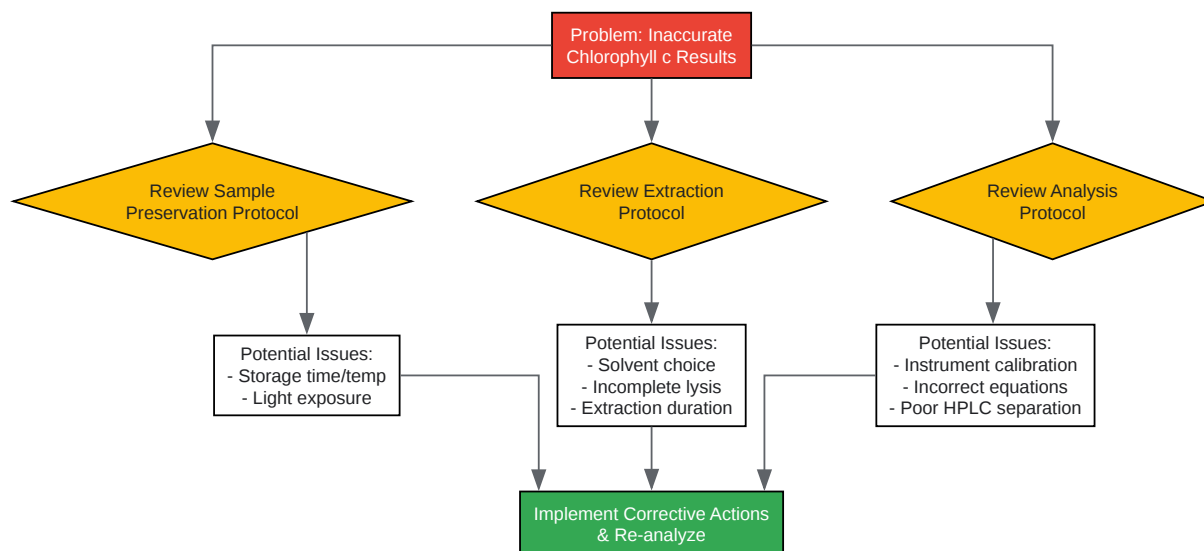 Problem: Inaccurate
Chlorophyll c Results
Review Sample
Preservation Protocol
Review Extraction
Protocol
Review Analysis
Protocol
Potential Issues:
- Storage time/temp
- Light exposure
Potential Issues:
- Solvent choice
- Incomplete lysis
- Extraction duration
Potential Issues:
- Instrument calibration
- Incorrect equations
- Poor HPLC separation
Implement Corrective Actions
& Re-analyze